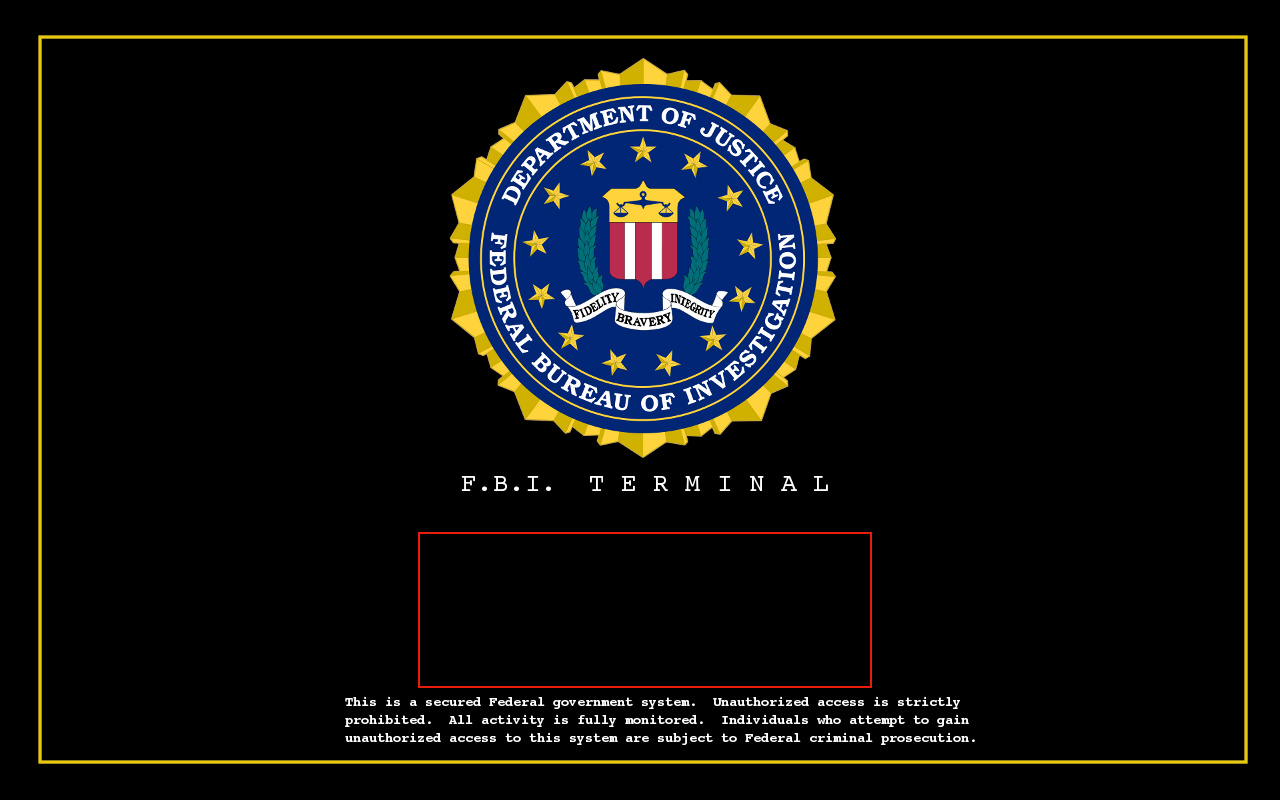 DEPARTMENT OF JUSTICE
FEDERAL BUREAU OF INVESTIGATION
FIDELITY BRAVERY INTEGRITY
F.B.I. TERMINAL
This is a secured Federal government system. Unauthorized access is strictly
prohibited. All activity is fully monitored. Individuals who attempt to gain
unauthorized access to this system are subject to Federal criminal prosecution.